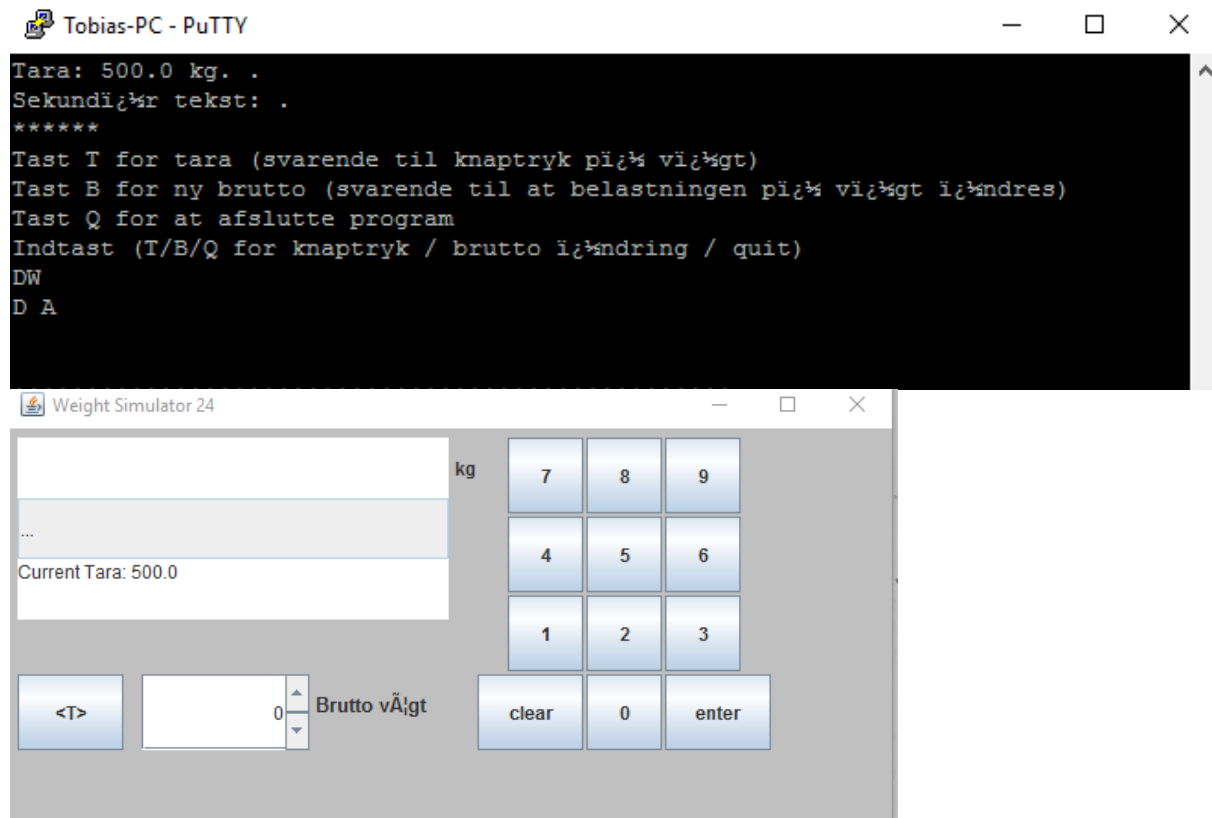 Tobias-PC - PuTTY
Tara: 500.0 kg. .
Sekundï¿½r tekst: .
******
Tast T for tara (svarende til knaptryk pï¿½ vï¿½gt)
Tast B for ny brutto (svarende til at belastningen pï¿½ vï¿½gt ï¿½ndres)
Tast Q for at afslutte program
Indtast (T/B/Q for knaptryk / brutto ï¿½ndring / quit)
DW
D A
Weight Simulator 24
kg
7 8 9
...
4 5 6
Current Tara: 500.0
1 2 3
<T>
0
Brutto vÃ¦gt
clear 0 enter